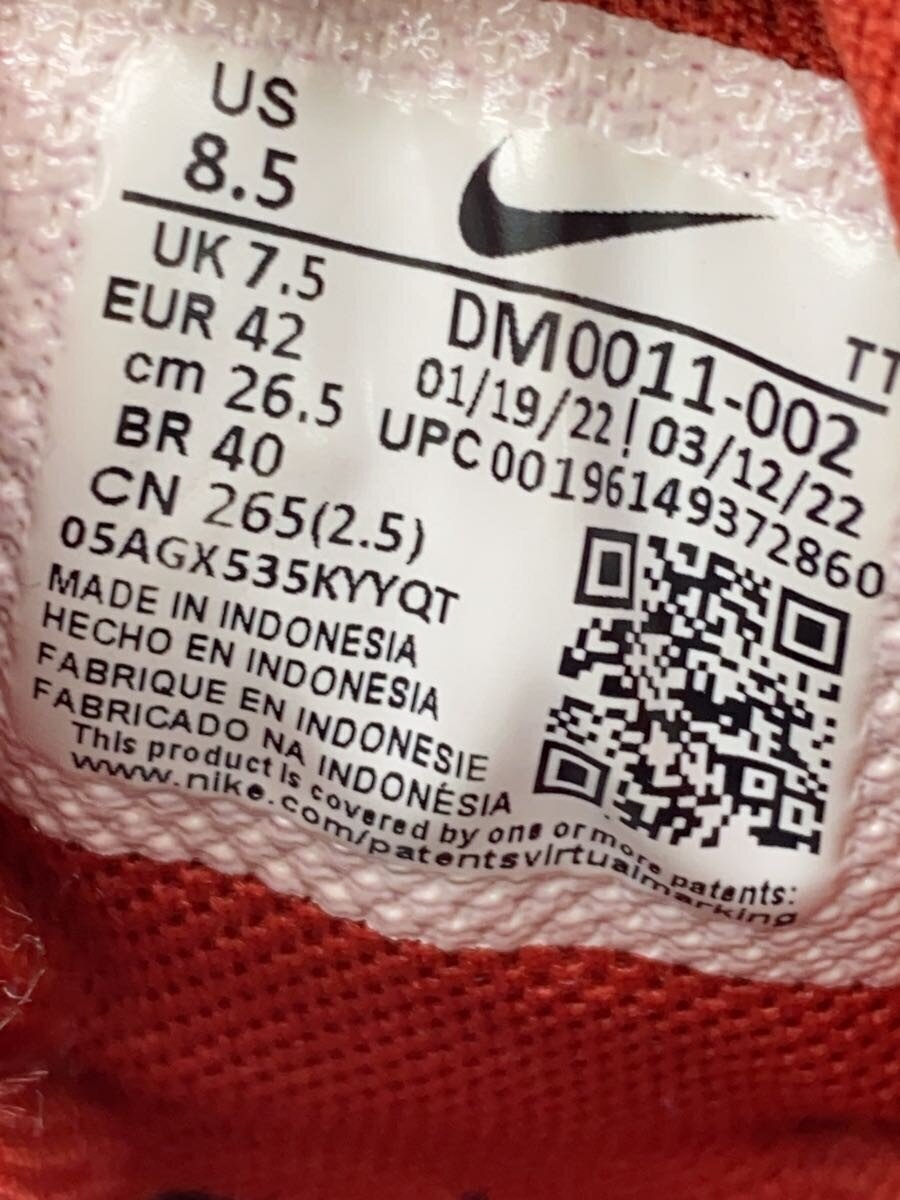 US
8.5
UK 7.5
EUR 42
cm 26.5
BR 40
CN 265(2.5)
05AGX535KYYQT
MADE IN INDONESIA
HECHO EN INDONESIA
FABRIQUE EN INDONESIE
FABRICADO NA INDONÉSIA
This product is covered by one or more patents:
www.nike.com/patentsvirtualmarking
TT
DM0011-002
01/19/22 | 03/12/22
UPC 00196149372860